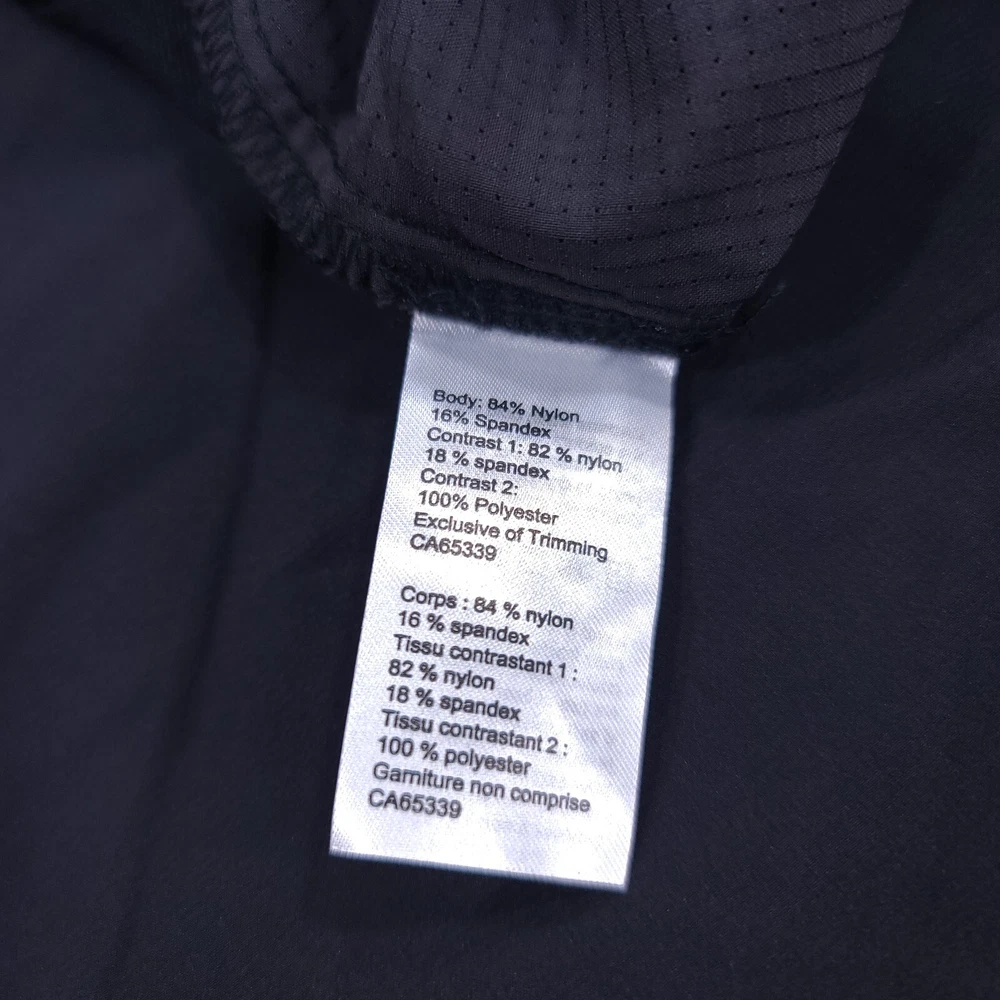 Body: 84% Nylon
16% Spandex
Contrast 1: 82 % nylon
18 % spandex
Contrast 2:
100% Polyester
Exclusive of Trimming
CA65339
Corps : 84 % nylon
16 % spandex
Tissu contrastant 1 :
82 % nylon
18 % spandex
Tissu contrastant 2 :
100 % polyester
Garniture non comprise
CA65339